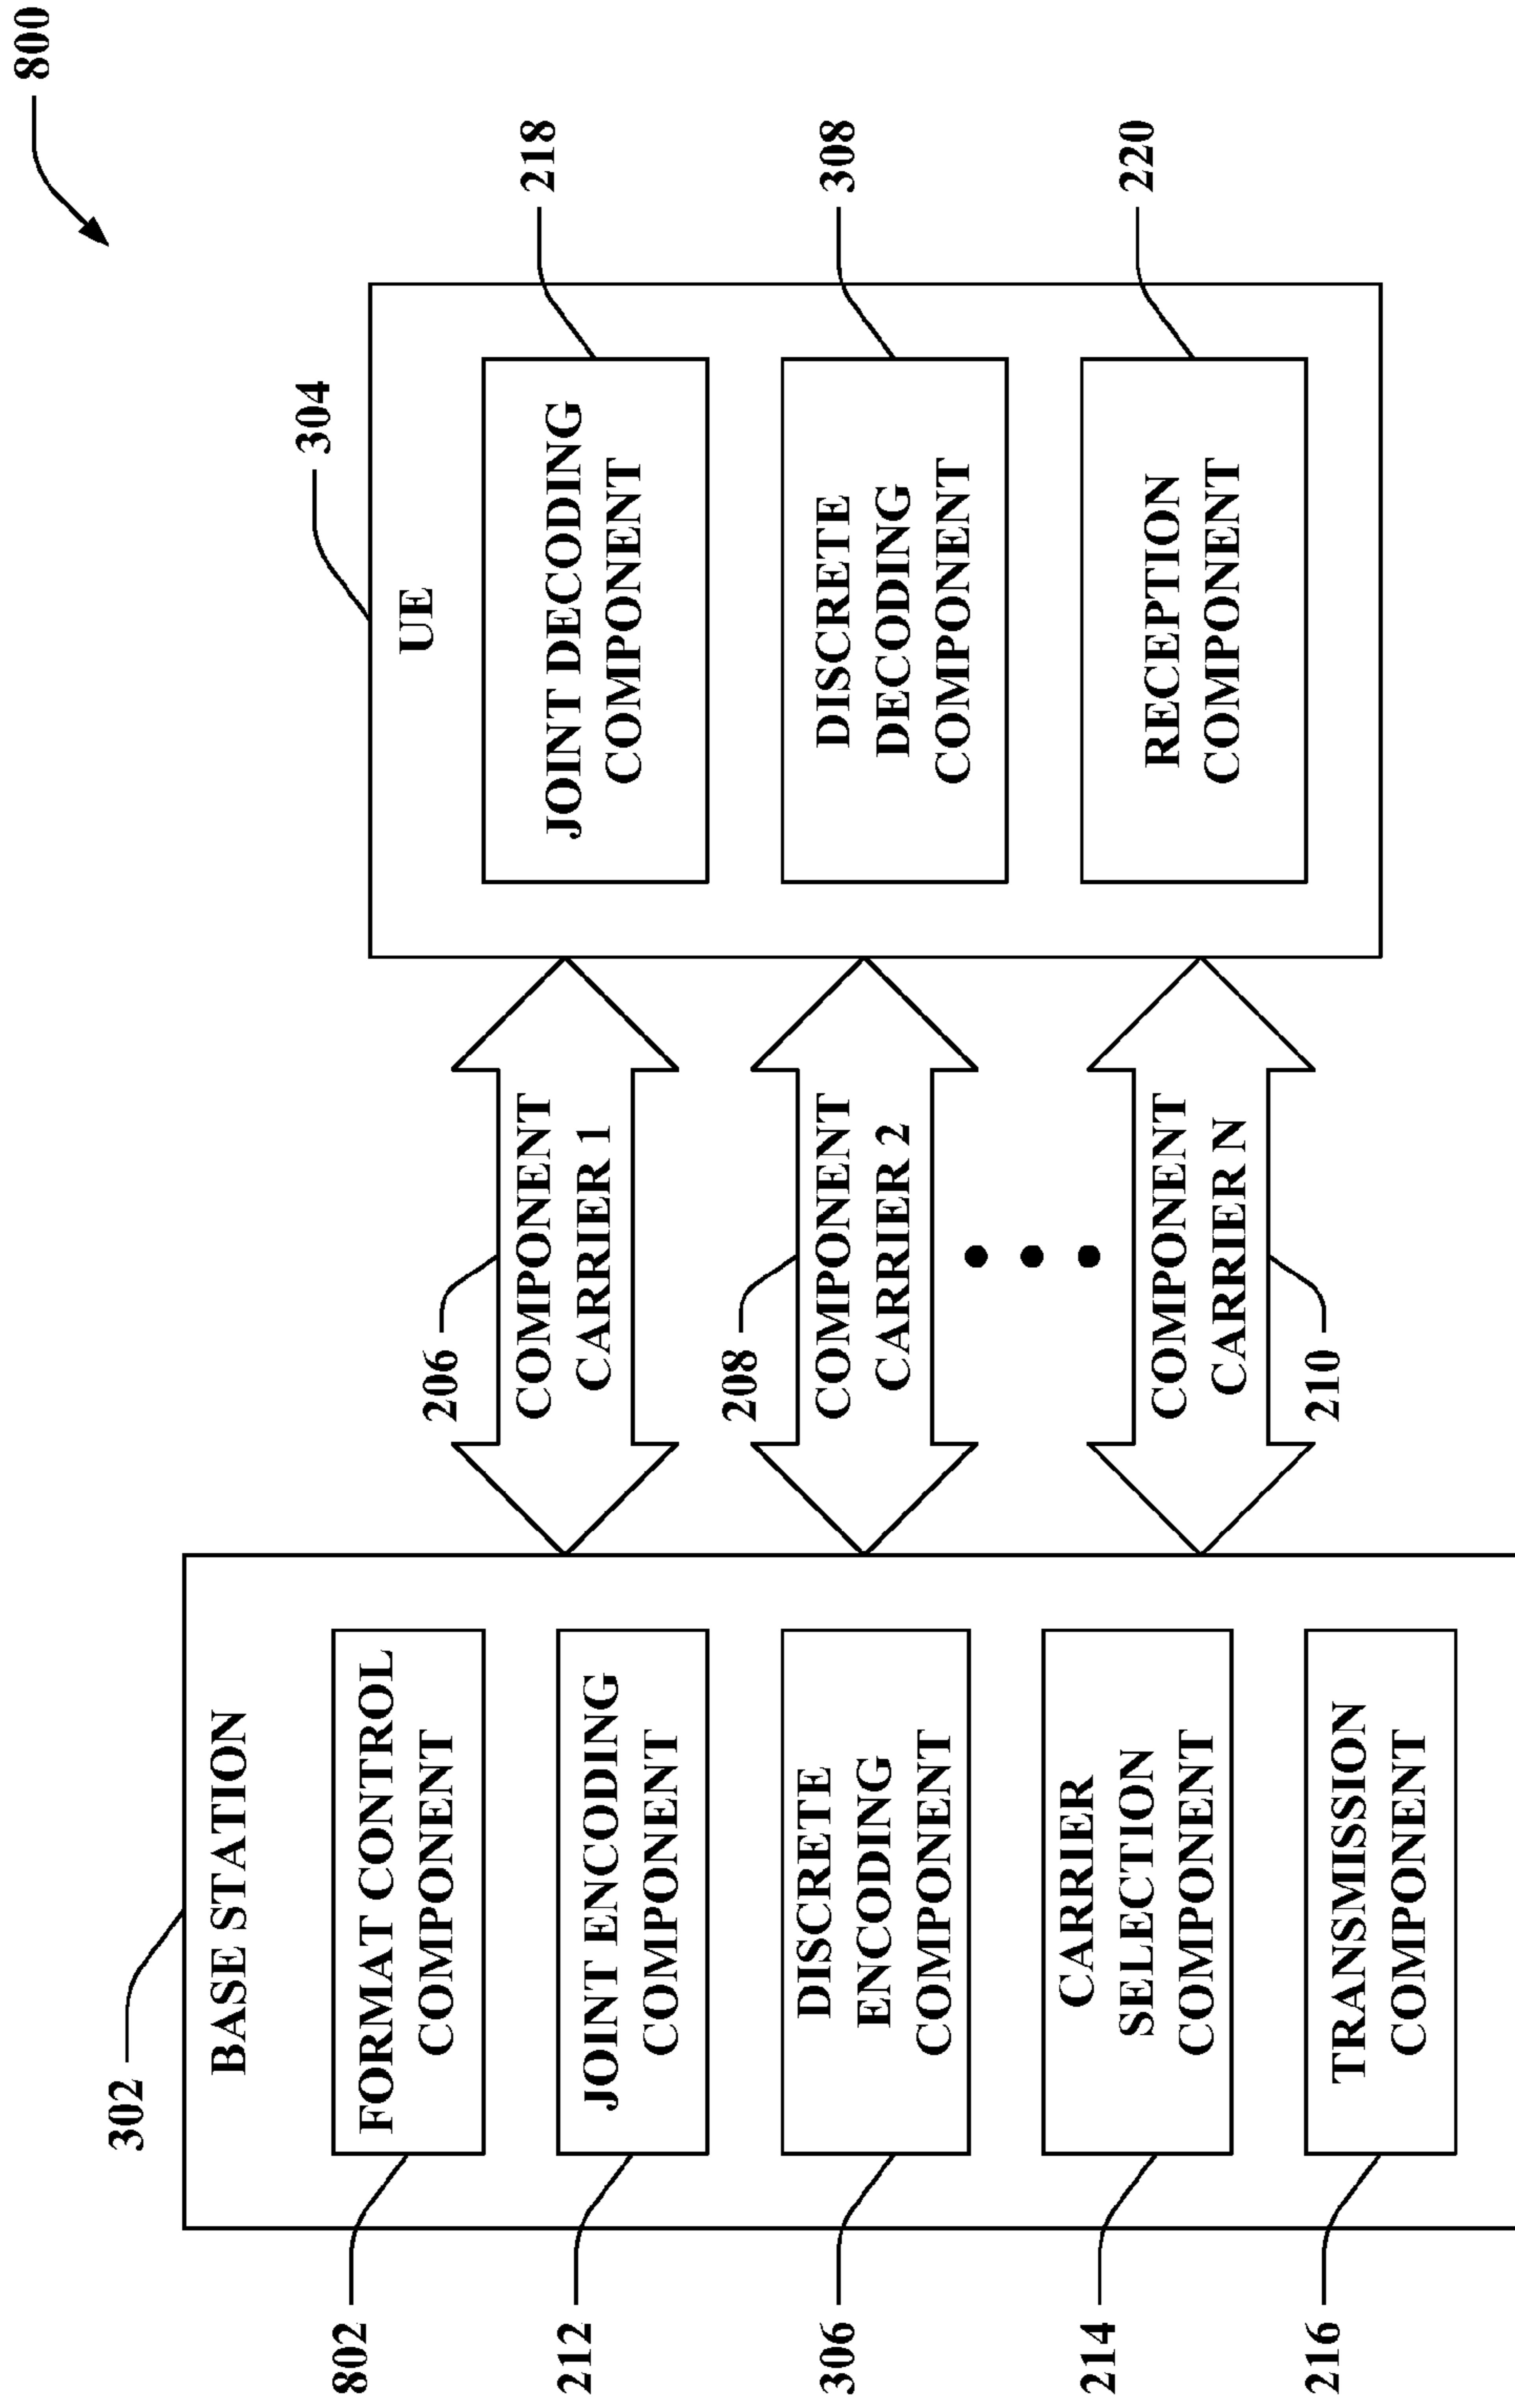 800
302
BASE STATION
802
FORMAT CONTROL
COMPONENT
212
JOINT ENCODING
COMPONENT
306
DISCRETE
ENCODING
COMPONENT
214
CARRIER
SELECTION
COMPONENT
216
TRANSMISSION
COMPONENT
206
COMPONENT
CARRIER 1
208
COMPONENT
CARRIER 2
COMPONENT
CARRIER N
210
304
UE
JOINT DECODING
COMPONENT
218
DISCRETE
DECODING
COMPONENT
308
RECEPTION
COMPONENT
220